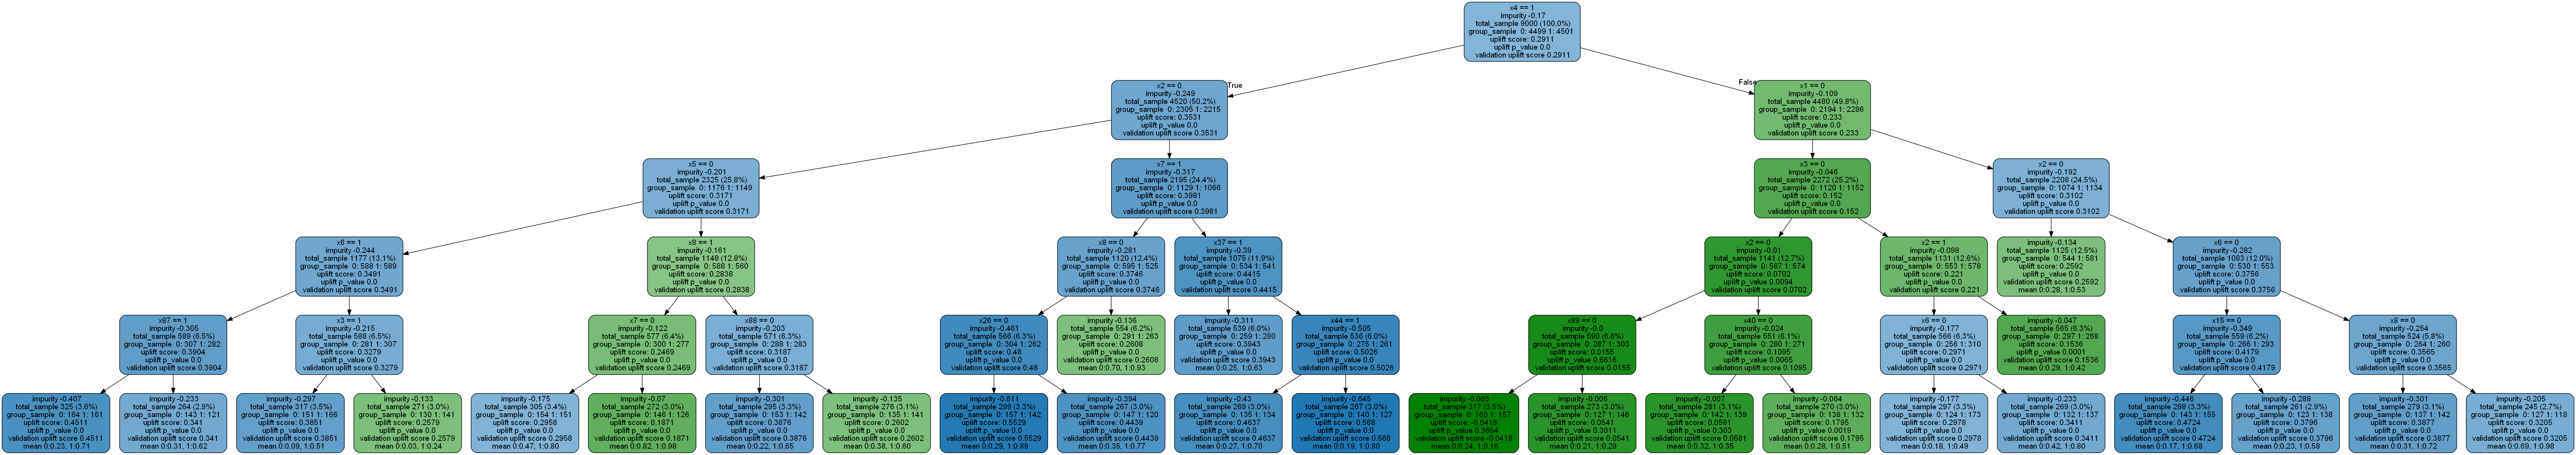 x4 == 1
impurity -0.17
total_sample 9000 (100.0%)
group_sample 0: 4499 1: 4501
uplift score: 0.2911
uplift p_value 0.0
validation uplift score 0.2911
True
False
x2 == 0
impurity -0.249
total_sample 4520 (50.2%)
group_sample 0: 2305 1: 2215
uplift score: 0.3531
uplift p_value 0.0
validation uplift score 0.3531
x1 == 0
impurity -0.109
total_sample 4480 (49.8%)
group_sample 0: 2194 1: 2286
uplift score: 0.233
uplift p_value 0.0
validation uplift score 0.233
x5 == 0
impurity -0.201
total_sample 2325 (25.8%)
group_sample 0: 1176 1: 1149
uplift score: 0.3171
uplift p_value 0.0
validation uplift score 0.3171
x7 == 1
impurity -0.317
total_sample 2195 (24.4%)
group_sample 0: 1129 1: 1066
uplift score: 0.3981
uplift p_value 0.0
validation uplift score 0.3981
x3 == 0
impurity -0.046
total_sample 2272 (25.2%)
group_sample 0: 1120 1: 1152
uplift score: 0.152
uplift p_value 0.0
validation uplift score 0.152
x2 == 0
impurity -0.192
total_sample 2208 (24.5%)
group_sample 0: 1074 1: 1134
uplift score: 0.3102
uplift p_value 0.0
validation uplift score 0.3102
x6 == 1
impurity -0.244
total_sample 1177 (13.1%)
group_sample 0: 588 1: 589
uplift score: 0.3491
uplift p_value 0.0
validation uplift score 0.3491
x8 == 1
impurity -0.161
total_sample 1148 (12.8%)
group_sample 0: 588 1: 560
uplift score: 0.2838
uplift p_value 0.0
validation uplift score 0.2838
x8 == 0
impurity -0.281
total_sample 1120 (12.4%)
group_sample 0: 595 1: 525
uplift score: 0.3746
uplift p_value 0.0
validation uplift score 0.3746
x37 == 1
impurity -0.39
total_sample 1075 (11.9%)
group_sample 0: 534 1: 541
uplift score: 0.4415
uplift p_value 0.0
validation uplift score 0.4415
x2 == 0
impurity -0.01
total_sample 1141 (12.7%)
group_sample 0: 567 1: 574
uplift score: 0.0702
uplift p_value 0.0094
validation uplift score 0.0702
x2 == 1
impurity -0.098
total_sample 1131 (12.6%)
group_sample 0: 553 1: 578
uplift score: 0.221
uplift p_value 0.0
validation uplift score 0.221
impurity -0.134
total_sample 1125 (12.5%)
group_sample 0: 544 1: 581
uplift score: 0.2592
uplift p_value 0.0
validation uplift score 0.2592
mean 0:0.28, 1:0.53
x6 == 0
impurity -0.282
total_sample 1083 (12.0%)
group_sample 0: 530 1: 553
uplift score: 0.3756
uplift p_value 0.0
validation uplift score 0.3756
x87 == 1
impurity -0.305
total_sample 589 (6.5%)
group_sample 0: 307 1: 282
uplift score: 0.3904
uplift p_value 0.0
validation uplift score 0.3904
x3 == 1
impurity -0.215
total_sample 588 (6.5%)
group_sample 0: 281 1: 307
uplift score: 0.3279
uplift p_value 0.0
validation uplift score 0.3279
x7 == 0
impurity -0.122
total_sample 577 (6.4%)
group_sample 0: 300 1: 277
uplift score: 0.2469
uplift p_value 0.0
validation uplift score 0.2469
x88 == 0
impurity -0.203
total_sample 571 (6.3%)
group_sample 0: 288 1: 283
uplift score: 0.3187
uplift p_value 0.0
validation uplift score 0.3187
x26 == 0
impurity -0.461
total_sample 566 (6.3%)
group_sample 0: 304 1: 262
uplift score: 0.48
uplift p_value 0.0
validation uplift score 0.48
impurity -0.136
total_sample 554 (6.2%)
group_sample 0: 291 1: 263
uplift score: 0.2608
uplift p_value 0.0
validation uplift score 0.2608
mean 0:0.70, 1:0.93
impurity -0.311
total_sample 539 (6.0%)
group_sample 0: 259 1: 280
uplift score: 0.3943
uplift p_value 0.0
validation uplift score 0.3943
mean 0:0.25, 1:0.63
x44 == 1
impurity -0.505
total_sample 536 (6.0%)
group_sample 0: 275 1: 261
uplift score: 0.5026
uplift p_value 0.0
validation uplift score 0.5026
x89 == 0
impurity -0.0
total_sample 590 (6.6%)
group_sample 0: 287 1: 303
uplift score: 0.0155
uplift p_value 0.6616
validation uplift score 0.0155
x40 == 0
impurity -0.024
total_sample 551 (6.1%)
group_sample 0: 280 1: 271
uplift score: 0.1095
uplift p_value 0.0065
validation uplift score 0.1095
x6 == 0
impurity -0.177
total_sample 566 (6.3%)
group_sample 0: 256 1: 310
uplift score: 0.2971
uplift p_value 0.0
validation uplift score 0.2971
impurity -0.047
total_sample 565 (6.3%)
group_sample 0: 297 1: 268
uplift score: 0.1536
uplift p_value 0.0001
validation uplift score 0.1536
mean 0:0.29, 1:0.42
x15 == 0
impurity -0.349
total_sample 559 (6.2%)
group_sample 0: 266 1: 293
uplift score: 0.4179
uplift p_value 0.0
validation uplift score 0.4179
x8 == 0
impurity -0.254
total_sample 524 (5.8%)
group_sample 0: 264 1: 260
uplift score: 0.3565
uplift p_value 0.0
validation uplift score 0.3565
impurity -0.407
total_sample 325 (3.6%)
group_sample 0: 164 1: 161
uplift score: 0.4511
uplift p_value 0.0
validation uplift score 0.4511
mean 0:0.23, 1:0.71
impurity -0.233
total_sample 264 (2.9%)
group_sample 0: 143 1: 121
uplift score: 0.341
uplift p_value 0.0
validation uplift score 0.341
mean 0:0.31, 1:0.62
impurity -0.297
total_sample 317 (3.5%)
group_sample 0: 151 1: 166
uplift score: 0.3851
uplift p_value 0.0
validation uplift score 0.3851
mean 0:0.09, 1:0.51
impurity -0.133
total_sample 271 (3.0%)
group_sample 0: 130 1: 141
uplift score: 0.2579
uplift p_value 0.0
validation uplift score 0.2579
mean 0:0.03, 1:0.24
impurity -0.175
total_sample 305 (3.4%)
group_sample 0: 154 1: 151
uplift score: 0.2958
uplift p_value 0.0
validation uplift score 0.2958
mean 0:0.47, 1:0.80
impurity -0.07
total_sample 272 (3.0%)
group_sample 0: 146 1: 126
uplift score: 0.1871
uplift p_value 0.0
validation uplift score 0.1871
mean 0:0.82, 1:0.98
impurity -0.301
total_sample 295 (3.3%)
group_sample 0: 153 1: 142
uplift score: 0.3876
uplift p_value 0.0
validation uplift score 0.3876
mean 0:0.22, 1:0.65
impurity -0.135
total_sample 276 (3.1%)
group_sample 0: 135 1: 141
uplift score: 0.2602
uplift p_value 0.0
validation uplift score 0.2602
mean 0:0.38, 1:0.60
impurity -0.611
total_sample 299 (3.3%)
group_sample 0: 157 1: 142
uplift score: 0.5529
uplift p_value 0.0
validation uplift score 0.5529
mean 0:0.29, 1:0.89
impurity -0.394
total_sample 267 (3.0%)
group_sample 0: 147 1: 120
uplift score: 0.4439
uplift p_value 0.0
validation uplift score 0.4439
mean 0:0.35, 1:0.77
impurity -0.43
total_sample 269 (3.0%)
group_sample 0: 135 1: 134
uplift score: 0.4637
uplift p_value 0.0
validation uplift score 0.4637
mean 0:0.27, 1:0.70
impurity -0.645
total_sample 267 (3.0%)
group_sample 0: 140 1: 127
uplift score: 0.568
uplift p_value 0.0
validation uplift score 0.568
mean 0:0.19, 1:0.80
impurity -0.003
total_sample 317 (3.5%)
group_sample 0: 160 1: 157
uplift score: -0.0418
uplift p_value 0.3654
validation uplift score -0.0418
mean 0:0.24, 1:0.16
impurity -0.006
total_sample 273 (3.0%)
group_sample 0: 127 1: 146
uplift score: 0.0541
uplift p_value 0.3011
validation uplift score 0.0541
mean 0:0.21, 1:0.29
impurity -0.007
total_sample 281 (3.1%)
group_sample 0: 142 1: 139
uplift score: 0.0581
uplift p_value 0.303
validation uplift score 0.0581
mean 0:0.32, 1:0.35
impurity -0.064
total_sample 270 (3.0%)
group_sample 0: 138 1: 132
uplift score: 0.1795
uplift p_value 0.0015
validation uplift score 0.1795
mean 0:0.28, 1:0.51
impurity -0.177
total_sample 297 (3.3%)
group_sample 0: 124 1: 173
uplift score: 0.2978
uplift p_value 0.0
validation uplift score 0.2978
mean 0:0.18, 1:0.49
impurity -0.233
total_sample 269 (3.0%)
group_sample 0: 132 1: 137
uplift score: 0.3411
uplift p_value 0.0
validation uplift score 0.3411
mean 0:0.42, 1:0.80
impurity -0.446
total_sample 298 (3.3%)
group_sample 0: 143 1: 155
uplift score: 0.4724
uplift p_value 0.0
validation uplift score 0.4724
mean 0:0.17, 1:0.68
impurity -0.288
total_sample 261 (2.9%)
group_sample 0: 123 1: 138
uplift score: 0.3796
uplift p_value 0.0
validation uplift score 0.3796
mean 0:0.23, 1:0.58
impurity -0.301
total_sample 279 (3.1%)
group_sample 0: 137 1: 142
uplift score: 0.3877
uplift p_value 0.0
validation uplift score 0.3877
mean 0:0.31, 1:0.72
impurity -0.205
total_sample 245 (2.7%)
group_sample 0: 127 1: 118
uplift score: 0.3205
uplift p_value 0.0
validation uplift score 0.3205
mean 0:0.69, 1:0.98